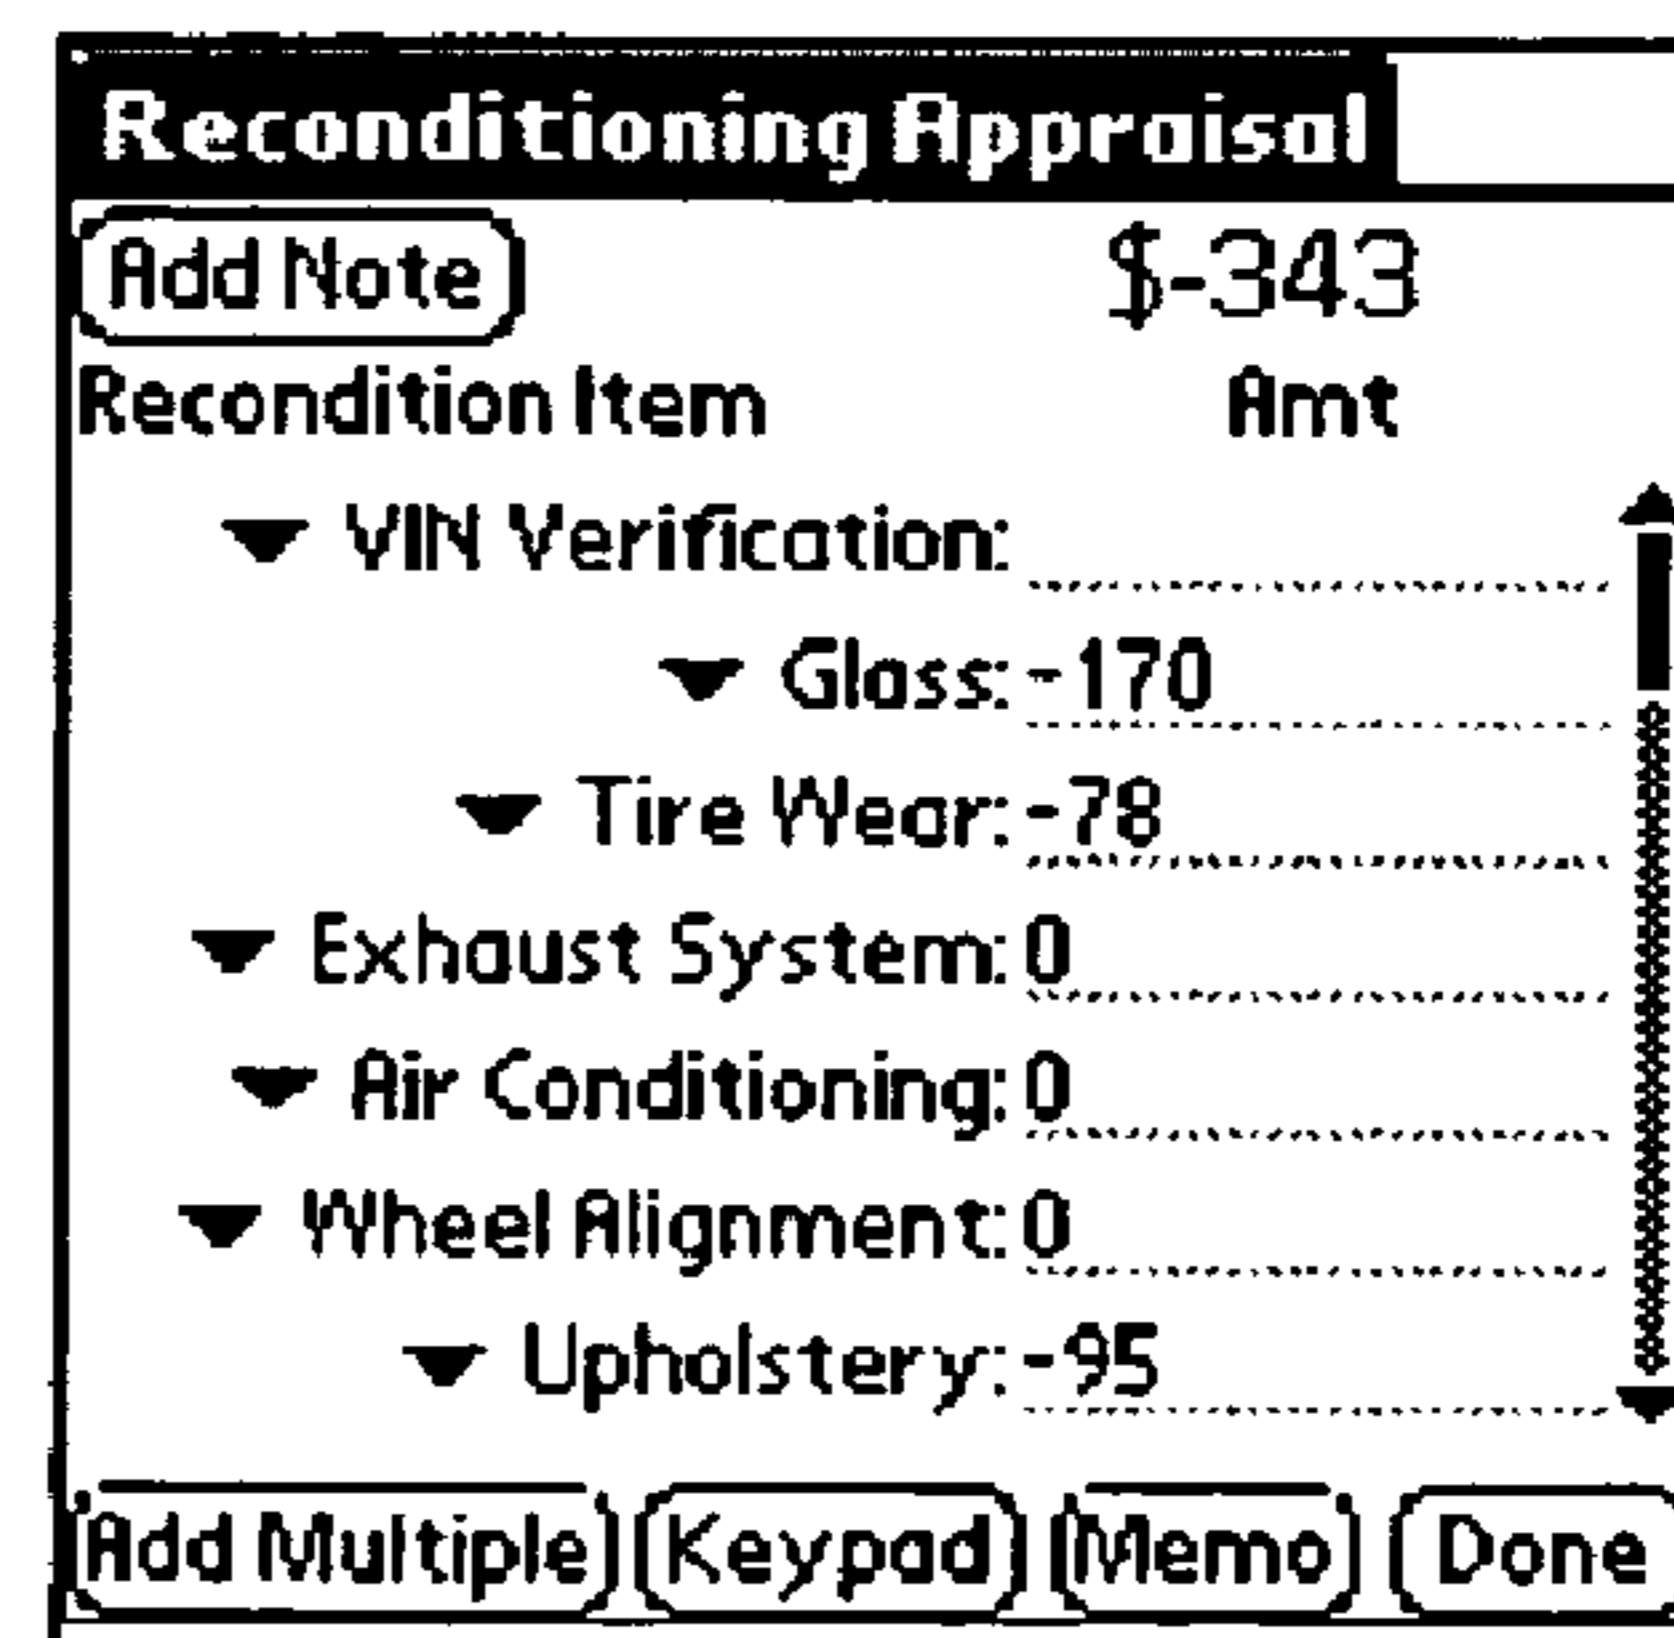 Reconditioning Appraisal
Add Note $-343
Recondition Item Amt
VIN Verification:
Glass: -170
Tire Wear: -78
Exhaust System: 0
Air Conditioning: 0
Wheel Alignment: 0
Upholstery: -95
Add Multiple Keypad Memo Done